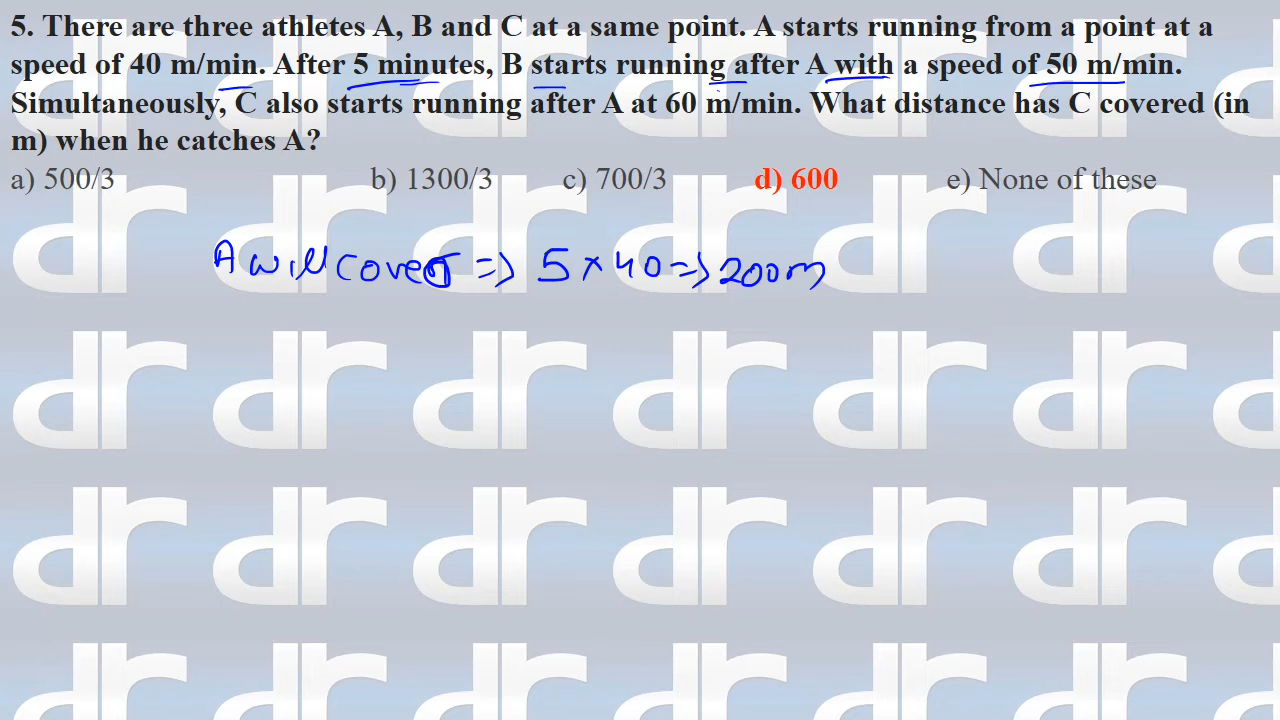 5. There are three athletes A, B and C at a same point. A starts running from a point at a
speed of 40 m/min. After 5 minutes, B starts running after A with a speed of 50 m/min.
Simultaneously, C also starts running after A at 60 m/min. What distance has C covered (in
m) when he catches A?
a) 500/3 b) 1300/3 c) 700/3 d) 600 e) None of these
A will cover => 5 × 40 => 200m